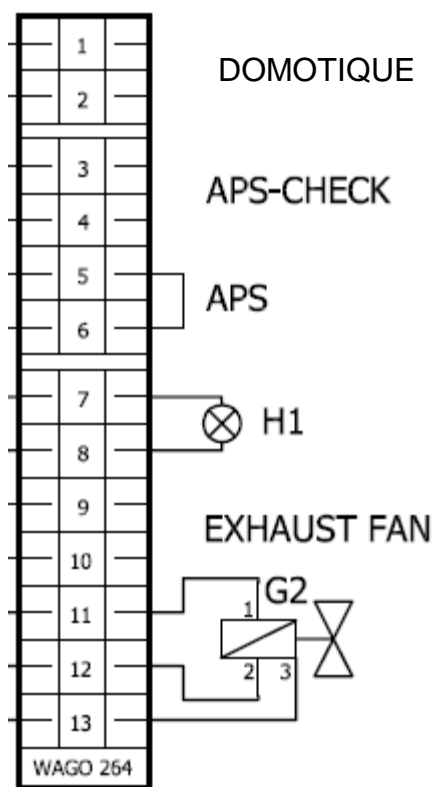 1 DOMOTIQUE
2
3 APS-CHECK
4
5
6 APS
7
8 H1
9
10 EXHAUST FAN
11 1 G2
12 2 3
13
WAGO 264